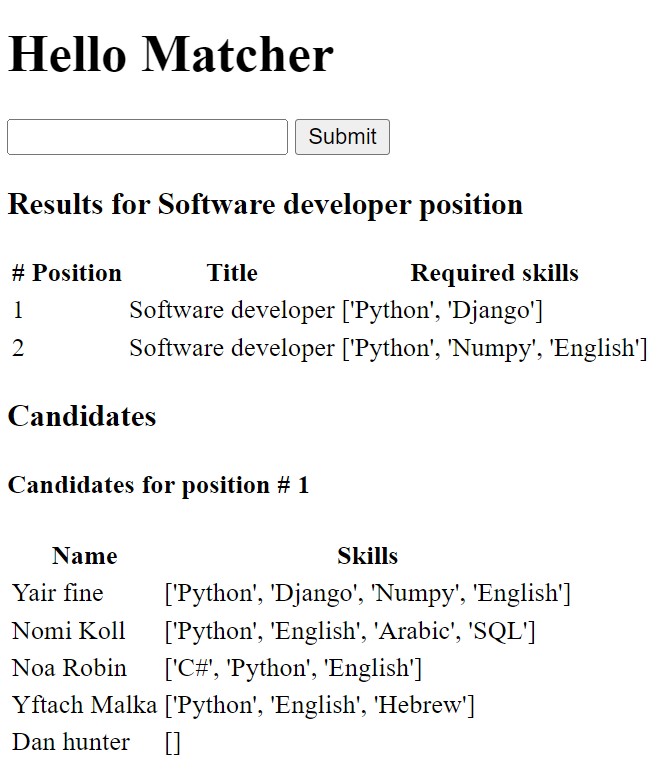 Hello Matcher
Submit
Results for Software developer position
# Position Title Required skills
1 Software developer ['Python', 'Django']
2 Software developer ['Python', 'Numpy', 'English']
Candidates
Candidates for position # 1
Name Skills
Yair fine ['Python', 'Django', 'Numpy', 'English']
Nomi Koll ['Python', 'English', 'Arabic', 'SQL']
Noa Robin ['C#', 'Python', 'English']
Yftach Malka ['Python', 'English', 'Hebrew']
Dan hunter []